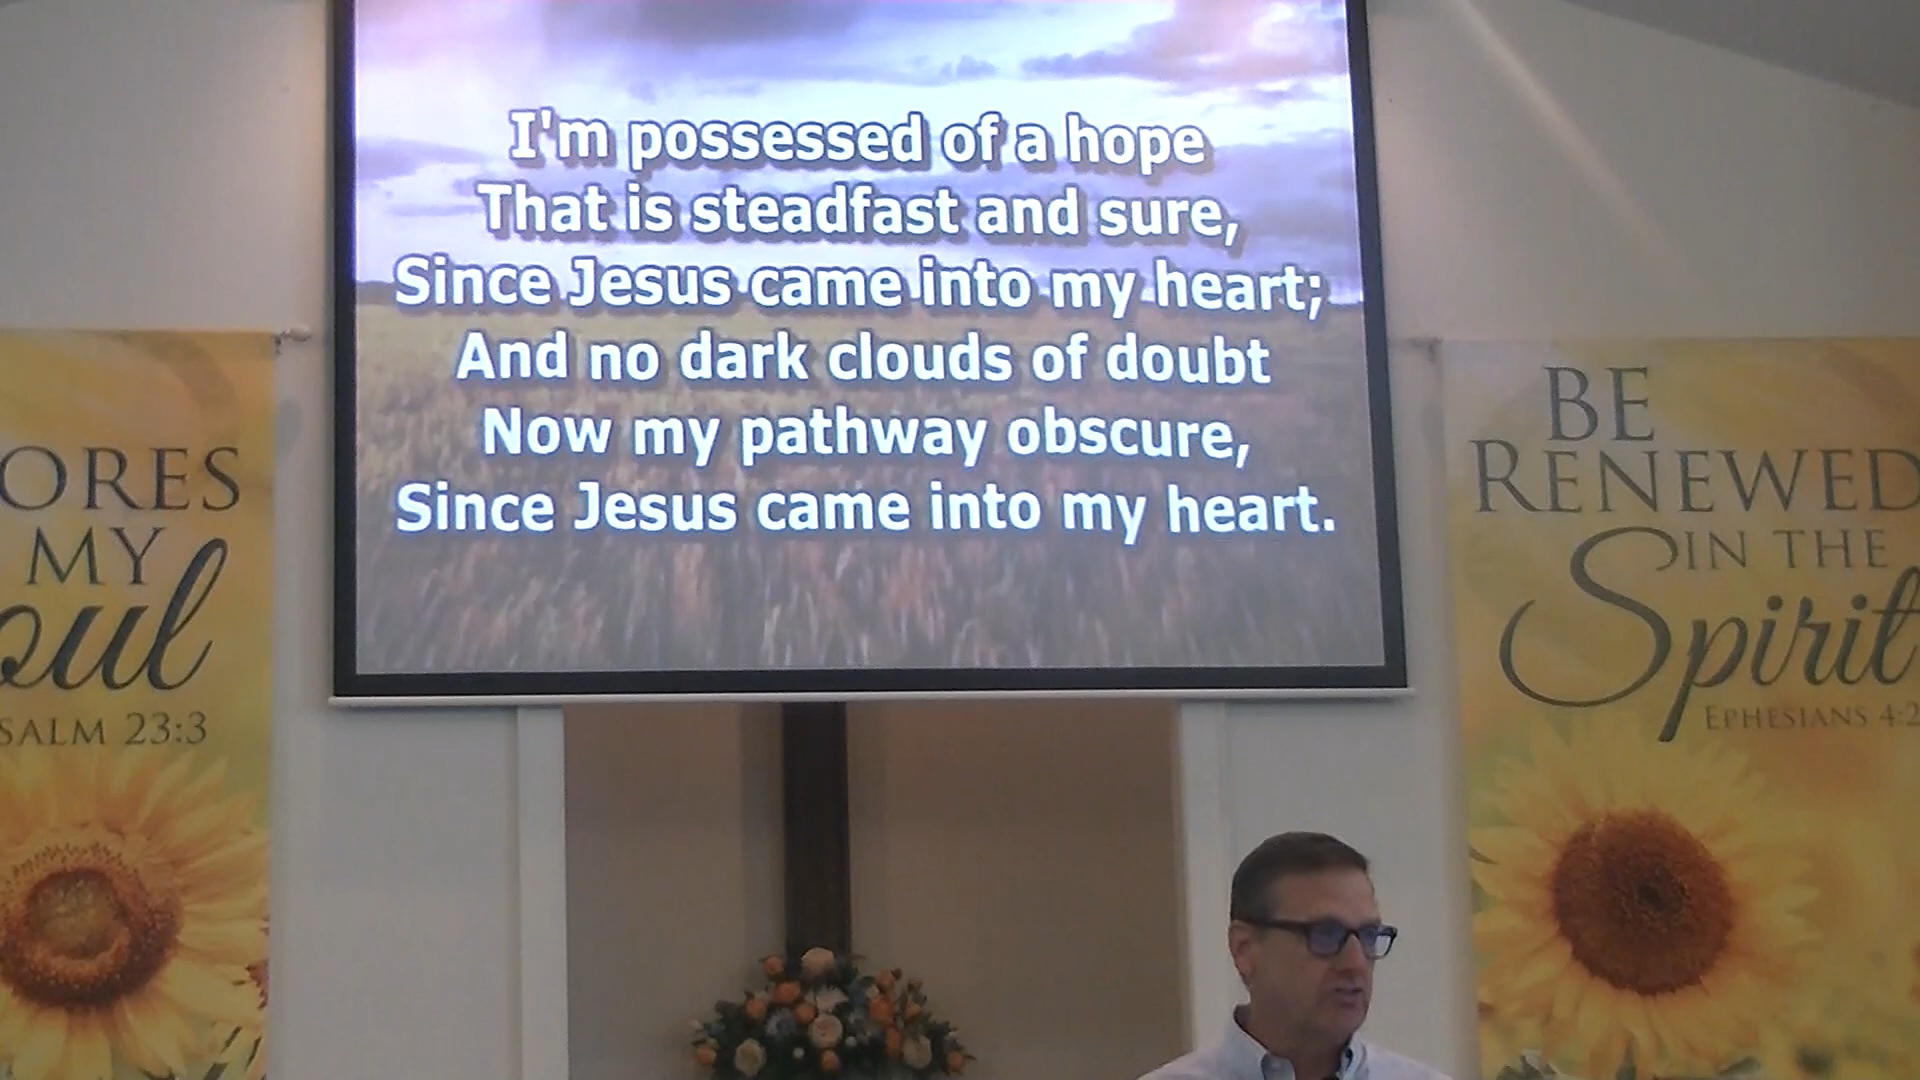 I'm possessed of a hope
That is steadfast and sure,
Since Jesus came into my heart;
And no dark clouds of doubt
Now my pathway obscure,
Since Jesus came into my heart.
ORES
MY
oul
SALM 23:3
BE
RENEWED
IN THE
Spirit
EPHESIANS 4:2